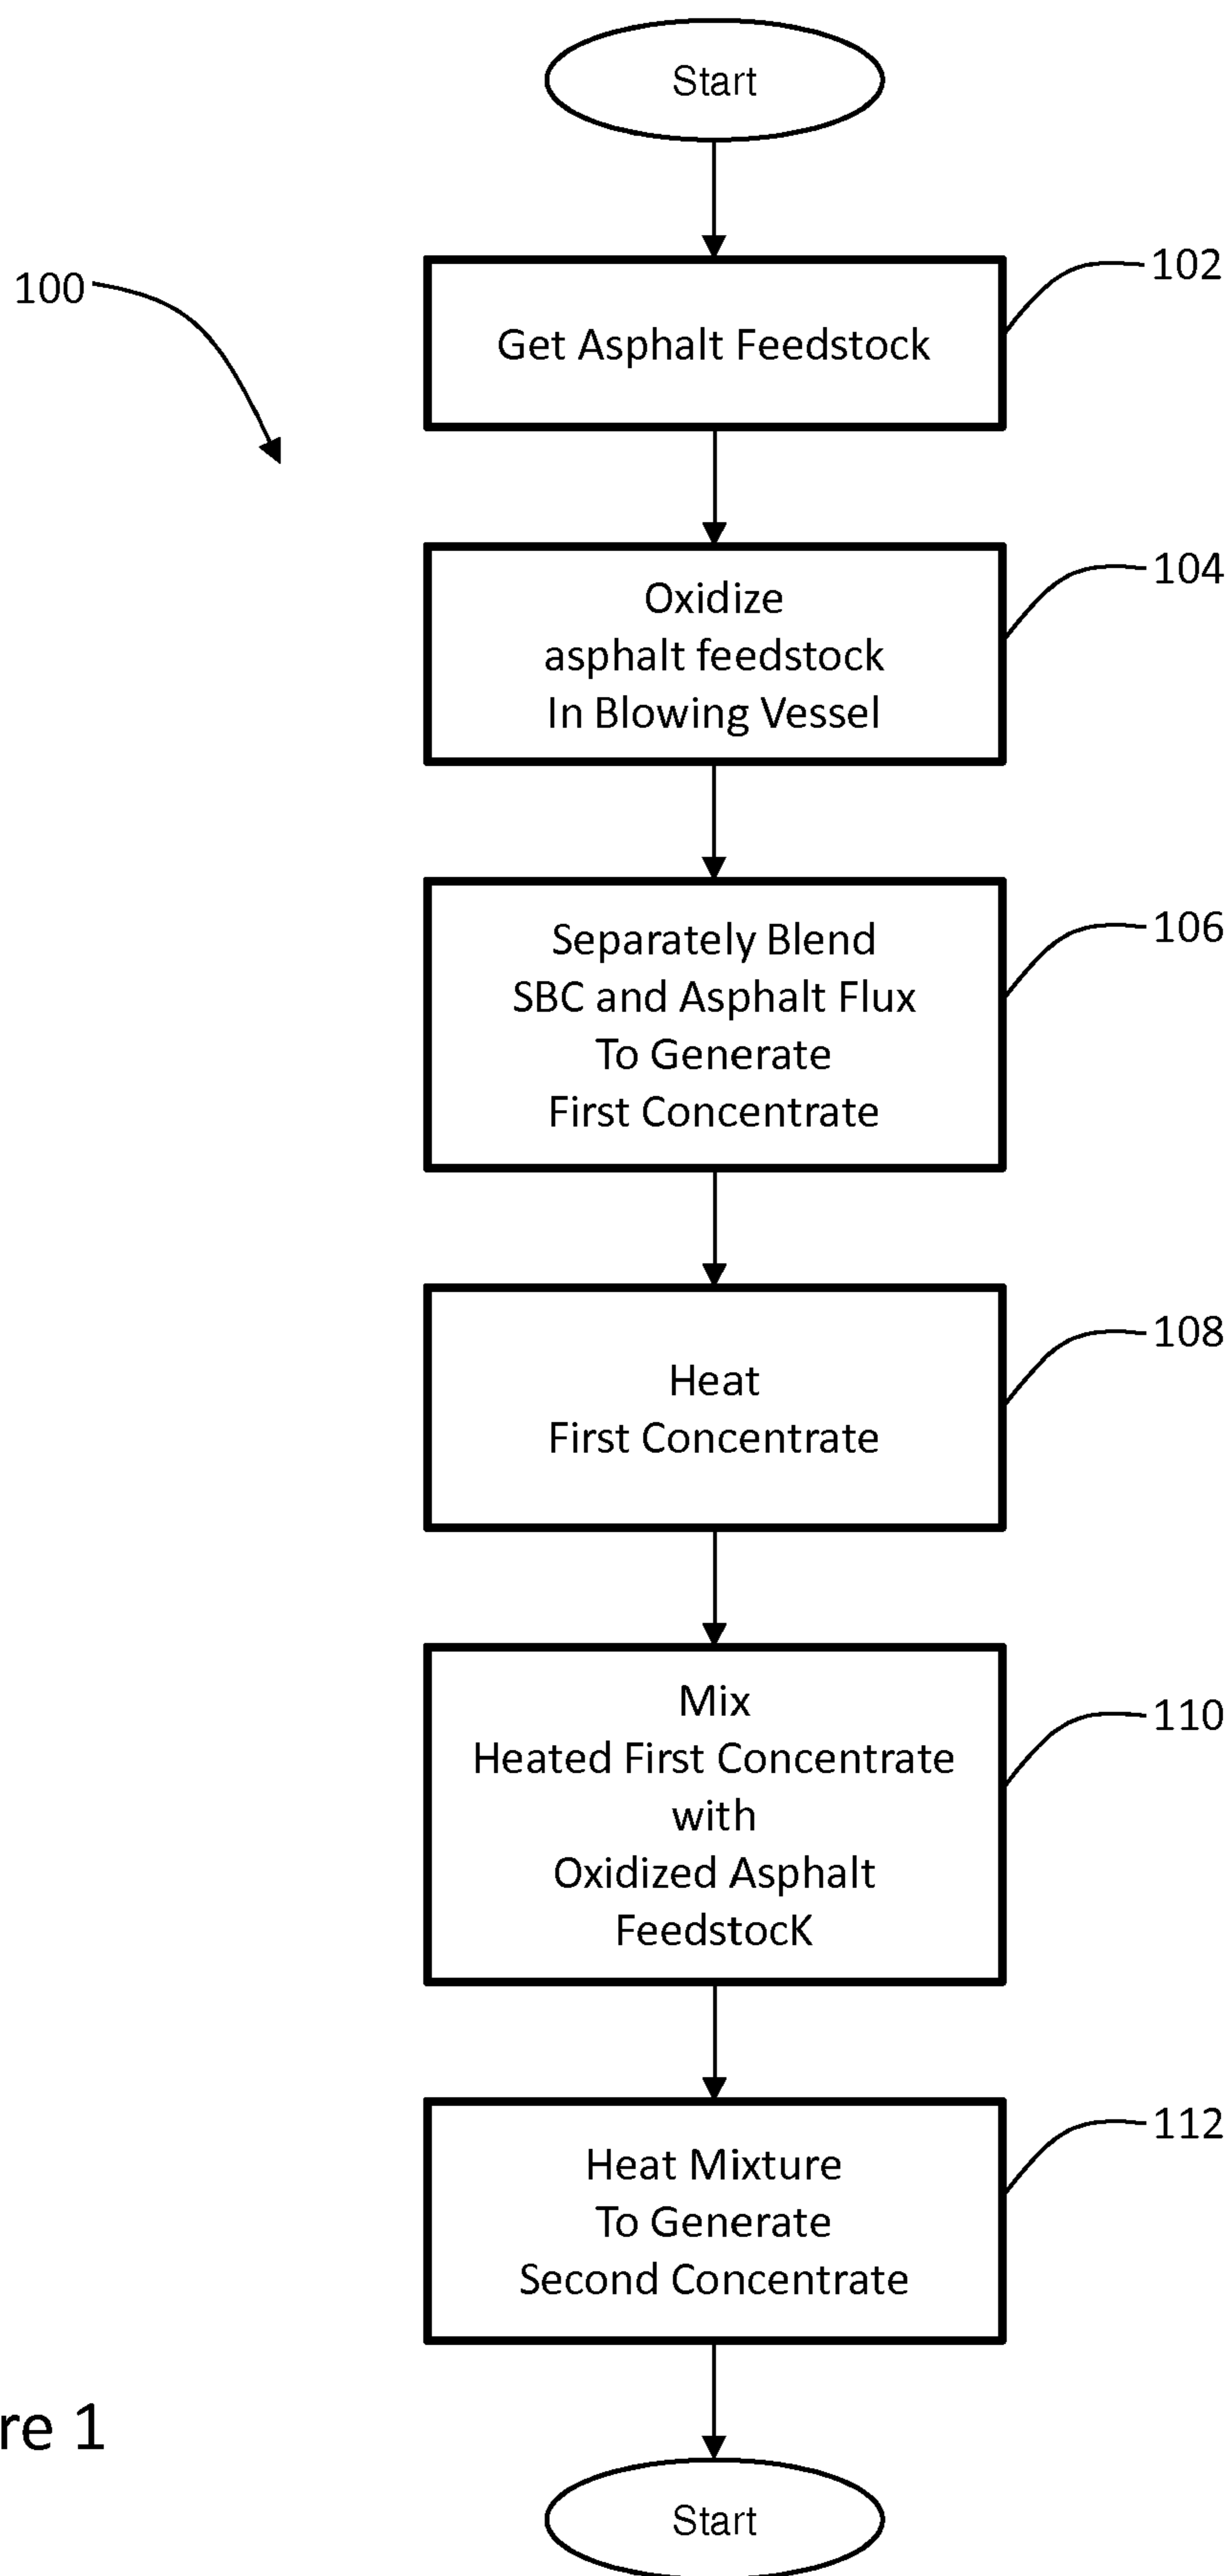 Start
100
102
Get Asphalt Feedstock
104
Oxidize
asphalt feedstock
In Blowing Vessel
106
Separately Blend
SBC and Asphalt Flux
To Generate
First Concentrate
108
Heat
First Concentrate
110
Mix
Heated First Concentrate
with
Oxidized Asphalt
FeedstocK
112
Heat Mixture
To Generate
Second Concentrate
re 1
Start